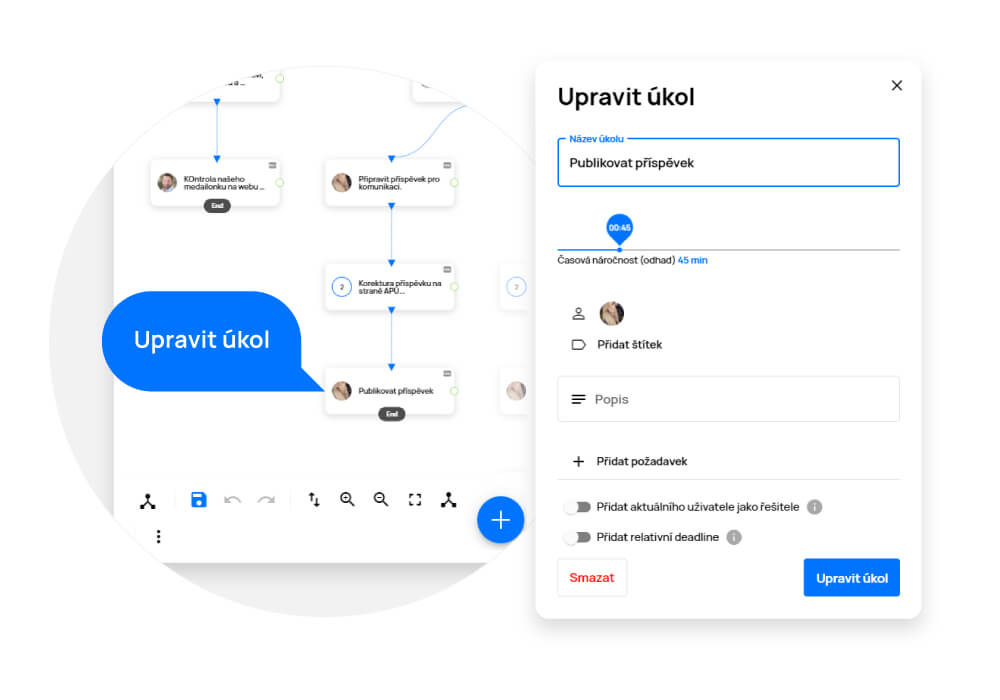 KOntrola našeho
medailonku na webu ...
End
Připravit příspěvek pro
komunikaci.
2
Korektura příspěvku na
straně APÚ...
2
Publikovat příspěvek
End
Upravit úkol
Upravit úkol
Název úkolu
Publikovat příspěvek
00:45
Časová náročnost (odhad) 45 min
Přidat štítek
Popis
Přidat požadavek
Přidat aktuálního uživatele jako řešitele
Přidat relativní deadline
Smazat
Upravit úkol